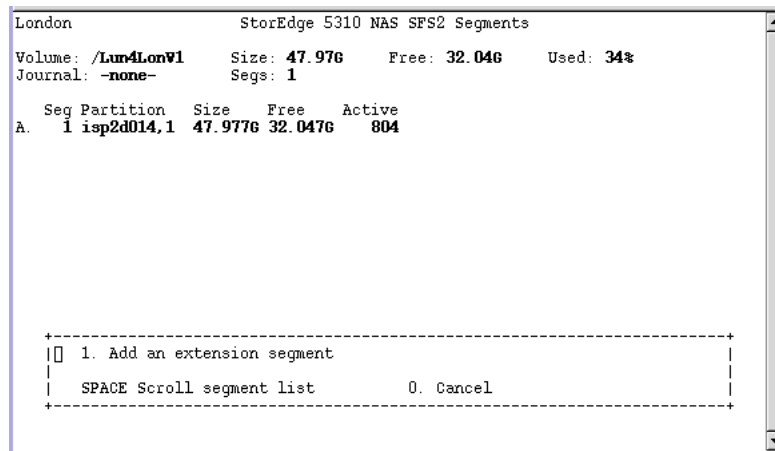 London StorEdge 5310 NAS SFS2 Segments
Volume: /Lun4LonV1 Size: 47.97G Free: 32.04G Used: 34%
Journal: -none- Segs: 1
Seg Partition Size Free Active
A. 1 isp2d014,1 47.977G 32.047G 804
1. Add an extension segment
SPACE Scroll segment list 0. Cancel